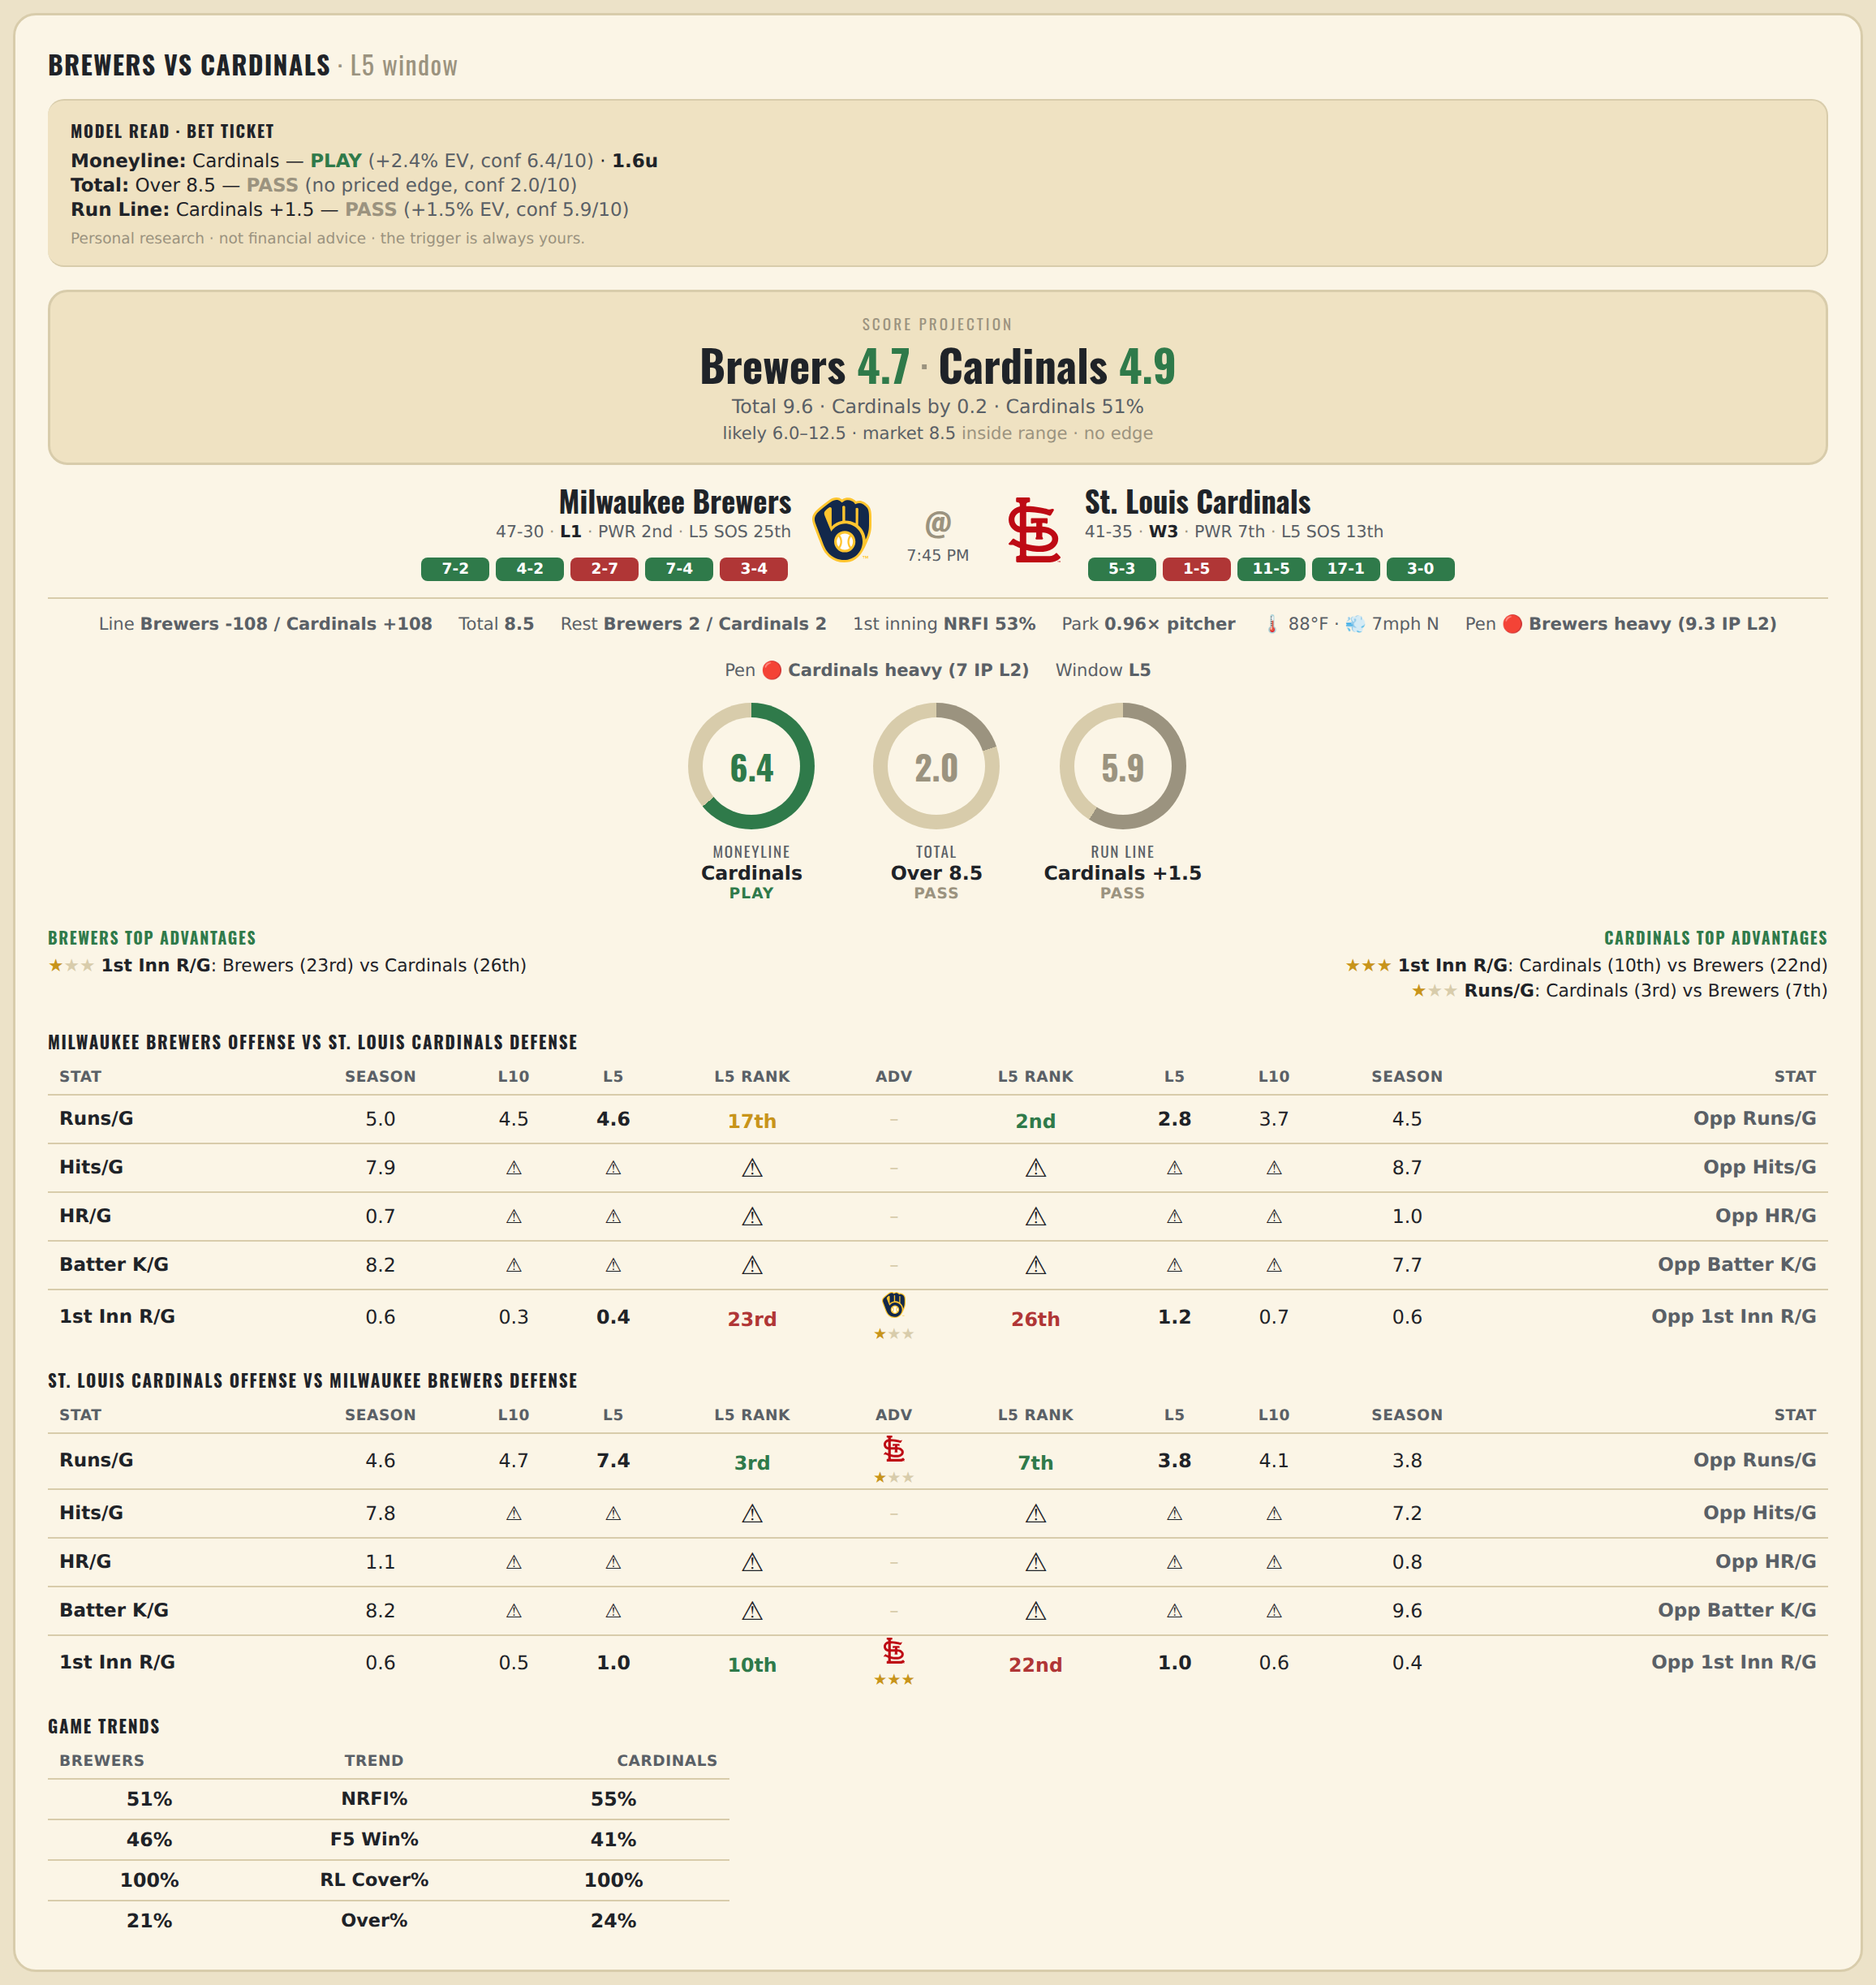 BREWERS VS CARDINALS · L5 window
MODEL READ · BET TICKET
Moneyline: Cardinals — PLAY (+2.4% EV, conf 6.4/10) · 1.6u
Total: Over 8.5 — PASS (no priced edge, conf 2.0/10)
Run Line: Cardinals +1.5 — PASS (+1.5% EV, conf 5.9/10)
Personal research · not financial advice · the trigger is always yours.
SCORE PROJECTION
Brewers 4.7 · Cardinals 4.9
Total 9.6 · Cardinals by 0.2 · Cardinals 51%
likely 6.0–12.5 · market 8.5 inside range · no edge
Milwaukee Brewers @ St. Louis Cardinals
47-30 · L1 · PWR 2nd · L5 SOS 25th 7:45 PM 41-35 · W3 · PWR 7th · L5 SOS 13th
7-2 4-2 2-7 7-4 3-4 5-3 1-5 11-5 17-1 3-0
Line Brewers -108 / Cardinals +108 Total 8.5 Rest Brewers 2 / Cardinals 2 1st inning NRFI 53% Park 0.96× pitcher 🌡️ 88°F · 💨 7mph N Pen 🔴 Brewers heavy (9.3 IP L2)
Pen 🔴 Cardinals heavy (7 IP L2) Window L5
6.4 2.0 5.9
MONEYLINE TOTAL RUN LINE
Cardinals Over 8.5 Cardinals +1.5
PLAY PASS PASS
BREWERS TOP ADVANTAGES
★★★ 1st Inn R/G: Brewers (23rd) vs Cardinals (26th)
CARDINALS TOP ADVANTAGES
★★★ 1st Inn R/G: Cardinals (10th) vs Brewers (22nd)
★★★ Runs/G: Cardinals (3rd) vs Brewers (7th)
MILWAUKEE BREWERS OFFENSE VS ST. LOUIS CARDINALS DEFENSE
STAT SEASON L10 L5 L5 RANK ADV L5 RANK L5 L10 SEASON STAT
Runs/G 5.0 4.5 4.6 17th – 2nd 2.8 3.7 4.5 Opp Runs/G
Hits/G 7.9 ⚠ ⚠ ⚠ – ⚠ ⚠ ⚠ 8.7 Opp Hits/G
HR/G 0.7 ⚠ ⚠ ⚠ – ⚠ ⚠ ⚠ 1.0 Opp HR/G
Batter K/G 8.2 ⚠ ⚠ ⚠ – ⚠ ⚠ ⚠ 7.7 Opp Batter K/G
1st Inn R/G 0.6 0.3 0.4 23rd ★★★ 26th 1.2 0.7 0.6 Opp 1st Inn R/G
ST. LOUIS CARDINALS OFFENSE VS MILWAUKEE BREWERS DEFENSE
STAT SEASON L10 L5 L5 RANK ADV L5 RANK L5 L10 SEASON STAT
Runs/G 4.6 4.7 7.4 3rd ★★★ 7th 3.8 4.1 3.8 Opp Runs/G
Hits/G 7.8 ⚠ ⚠ ⚠ – ⚠ ⚠ ⚠ 7.2 Opp Hits/G
HR/G 1.1 ⚠ ⚠ ⚠ – ⚠ ⚠ ⚠ 0.8 Opp HR/G
Batter K/G 8.2 ⚠ ⚠ ⚠ – ⚠ ⚠ ⚠ 9.6 Opp Batter K/G
1st Inn R/G 0.6 0.5 1.0 10th ★★★ 22nd 1.0 0.6 0.4 Opp 1st Inn R/G
GAME TRENDS
BREWERS TREND CARDINALS
51% NRFI% 55%
46% F5 Win% 41%
100% RL Cover% 100%
21% Over% 24%